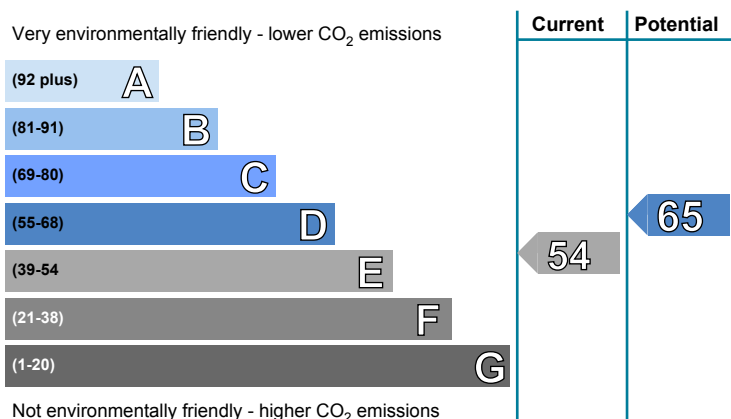 Very environmentally friendly - lower CO2 emissions
Current
Potential
(92 plus) A
(81-91) B
(69-80) C
(55-68) D
65
(39-54 E
54
(21-38) F
(1-20) G
Not environmentally friendly - higher CO2 emissions